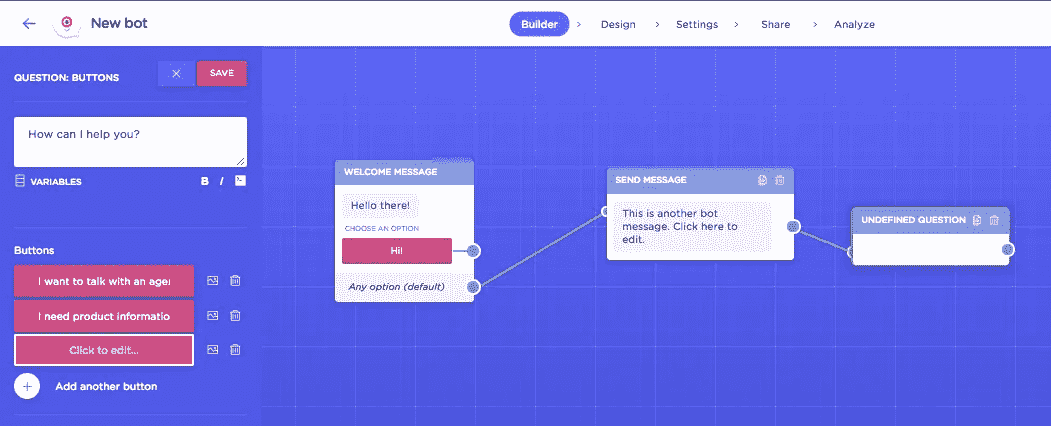 New bot
Builder
Design
Settings
Share
Analyze
QUESTION: BUTTONS
SAVE
How can I help you?
VARIABLES
B I
Buttons
I want to talk with an agei
I need product informatio
Click to edit...
Add another button
WELCOME MESSAGE
Hello there!
CHOOSE AN OPTION
Hi!
Any option (default)
SEND MESSAGE
This is another bot
message. Click here to
edit.
UNDEFINED QUESTION